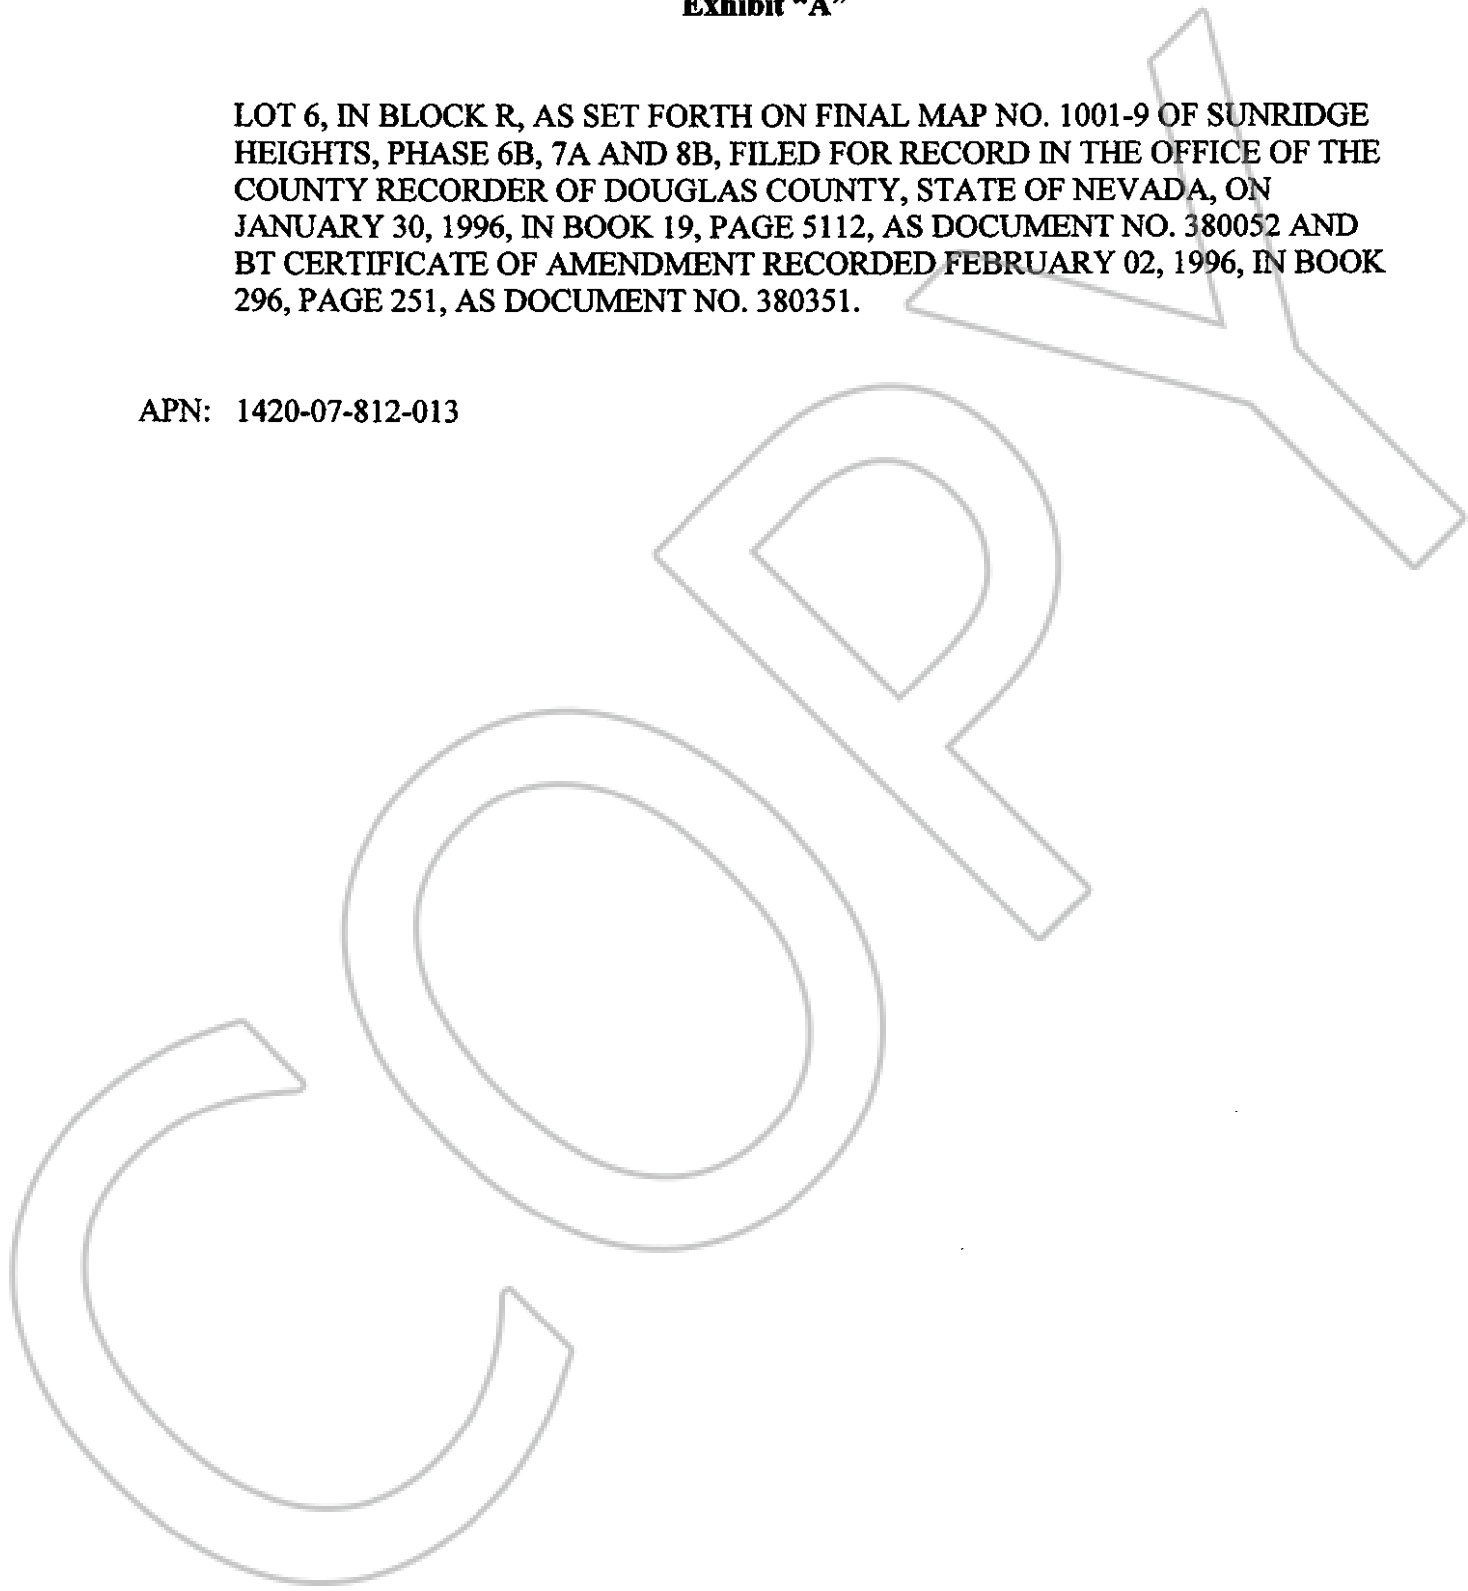 Exhibit "A"
LOT 6, IN BLOCK R, AS SET FORTH ON FINAL MAP NO. 1001-9 OF SUNRIDGE
HEIGHTS, PHASE 6B, 7A AND 8B, FILED FOR RECORD IN THE OFFICE OF THE
COUNTY RECORDER OF DOUGLAS COUNTY, STATE OF NEVADA, ON
JANUARY 30, 1996, IN BOOK 19, PAGE 5112, AS DOCUMENT NO. 380052 AND
BT CERTIFICATE OF AMENDMENT RECORDED FEBRUARY 02, 1996, IN BOOK
296, PAGE 251, AS DOCUMENT NO. 380351.
APN: 1420-07-812-013
COPY